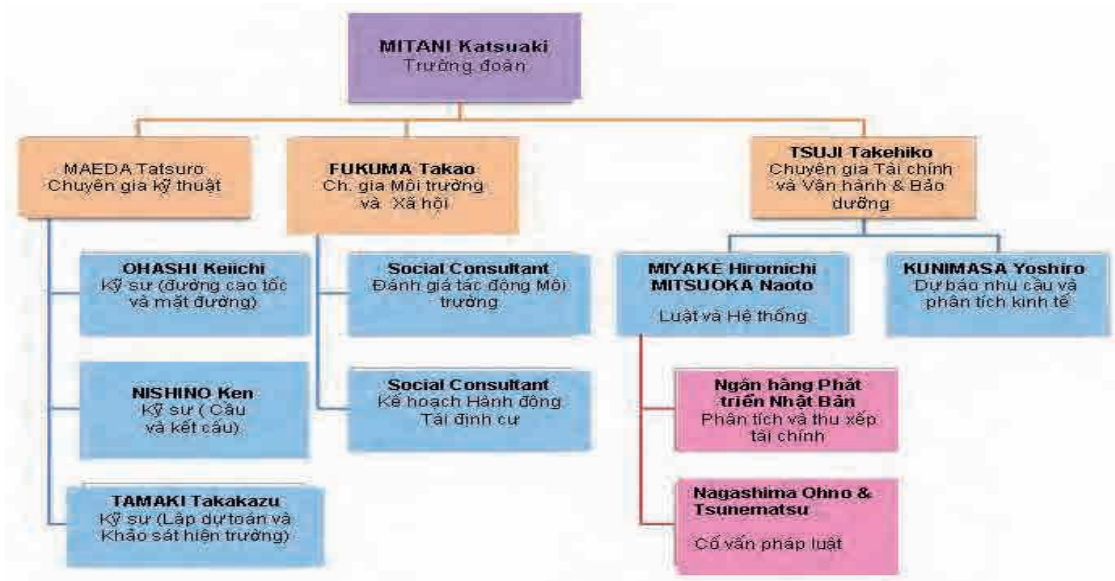 MITANI Katsuaki
Trưởng đoàn
MAEDA Tatsuro
Chuyên gia kỹ thuật
FUKUMA Takao
Ch. gia Môi trường
và Xã hội
TSUJI Takehiko
Chuyên gia Tài chính
và Vận hành & Bảo
dưỡng
OHASHI Keiichi
Kỹ sư (đường cao tốc
và mặt đường)
Social Consultant
Đánh giá tác động Môi
trường
MIYAKE Hiromichi
MITSUOKA Naoto
Luật và Hệ thống
KUNIMASA Yoshiro
Dự báo nhu cầu và
phân tích kinh tế
NISHINO Ken
Kỹ sư ( Cầu
và kết cấu)
Social Consultant
Kế hoạch Hành động
Tái định cư
Ngân hàng Phát
triển Nhật Bản
Phân tích và thu xếp
tài chính
TAMAKI Takakazu
Kỹ sư (Lập dự toán và
Khảo sát hiện trường)
Nagashima Ohno &
Tsunematsu
Cố vấn pháp luật